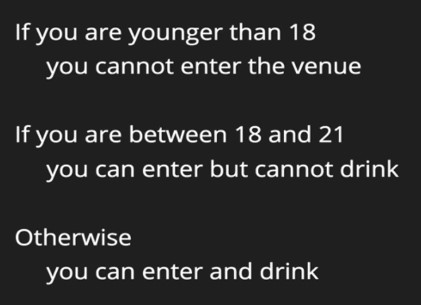 If you are younger than 18
you cannot enter the venue
If you are between 18 and 21
you can enter but cannot drink
Otherwise
you can enter and drink